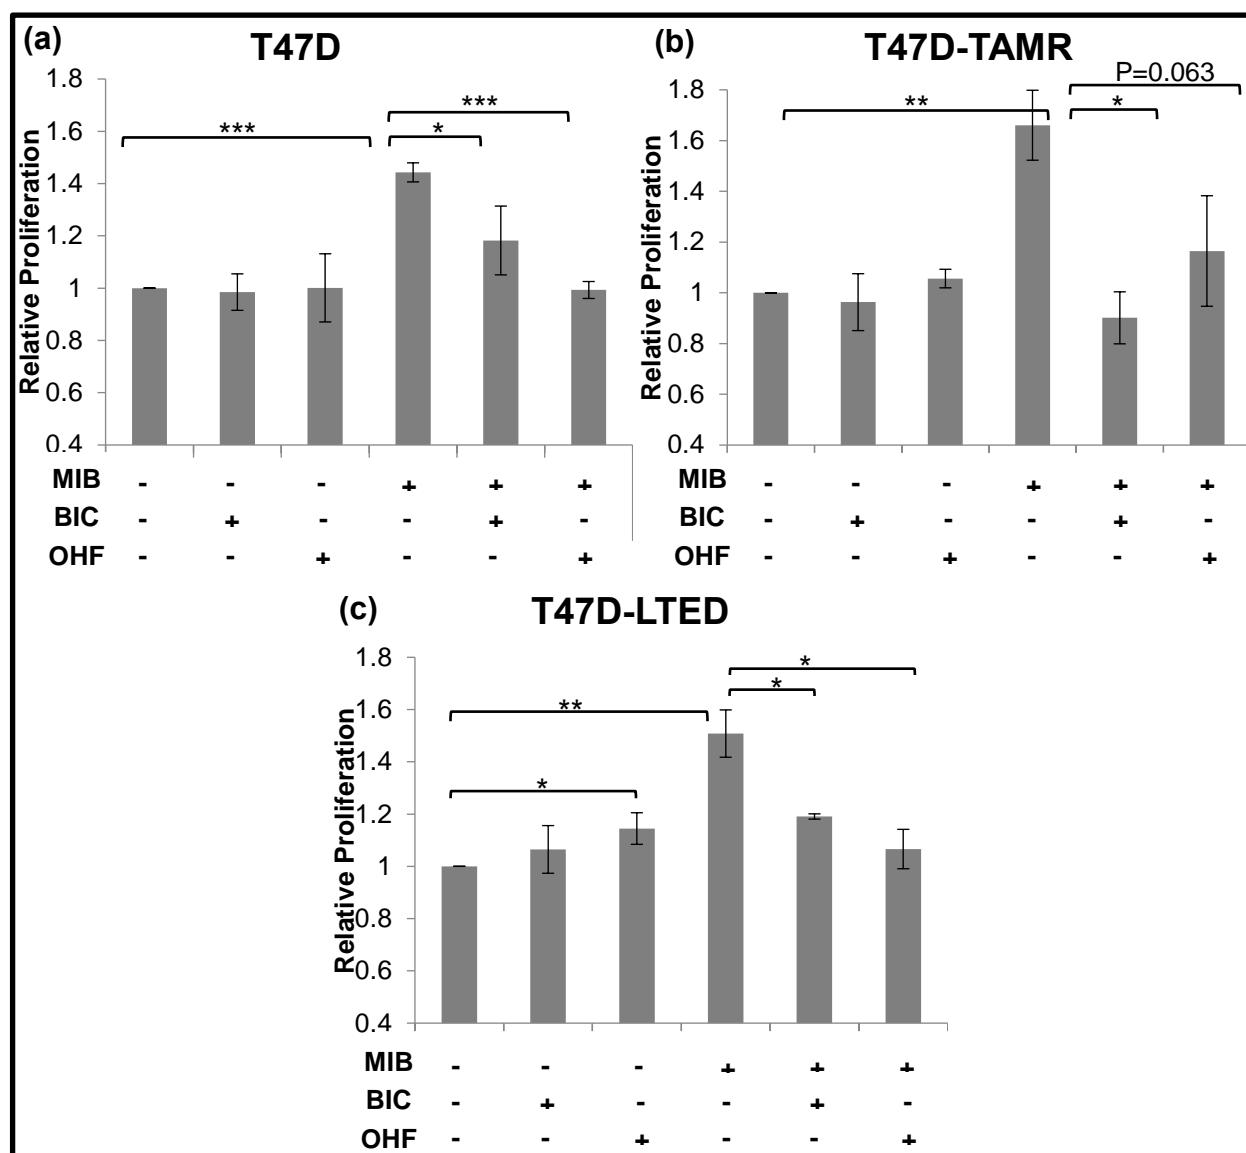 (a)
T47D
Relative Proliferation
1.8
1.6
1.4
1.2
1
0.8
0.6
0.4
***
***
*
MIB - - - + + +
BIC - + - - + -
OHF - - + - - +
(b)
T47D-TAMR
Relative Proliferation
1.8
1.6
1.4
1.2
1
0.8
0.6
0.4
P=0.063
**
*
MIB - - - + + +
BIC - + - - + -
OHF - - + - - +
(c)
T47D-LTED
Relative Proliferation
1.8
1.6
1.4
1.2
1
0.8
0.6
0.4
*
*
**
*
MIB - - - + + +
BIC - + - - + -
OHF - - + - - +